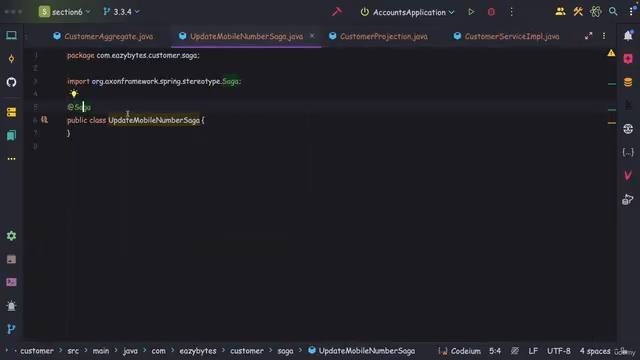 S section6
3.3.4
AccountsApplication
CustomerAggregate.java
UpdateMobileNumberSaga.java
CustomerProjection.java
CustomerServiceImpl.java
1 package com.eazybytes.customer.saga;
2
3 import org.axonframework.spring.stereotype.Saga;
4
5 @Saga
6 public class UpdateMobileNumberSaga {
7 }
8
customer > src > main > java > com > eazybytes > customer > saga > UpdateMobileNumberSaga
Codeium 5:4 LF UTF-8 4 spaces
Udemy